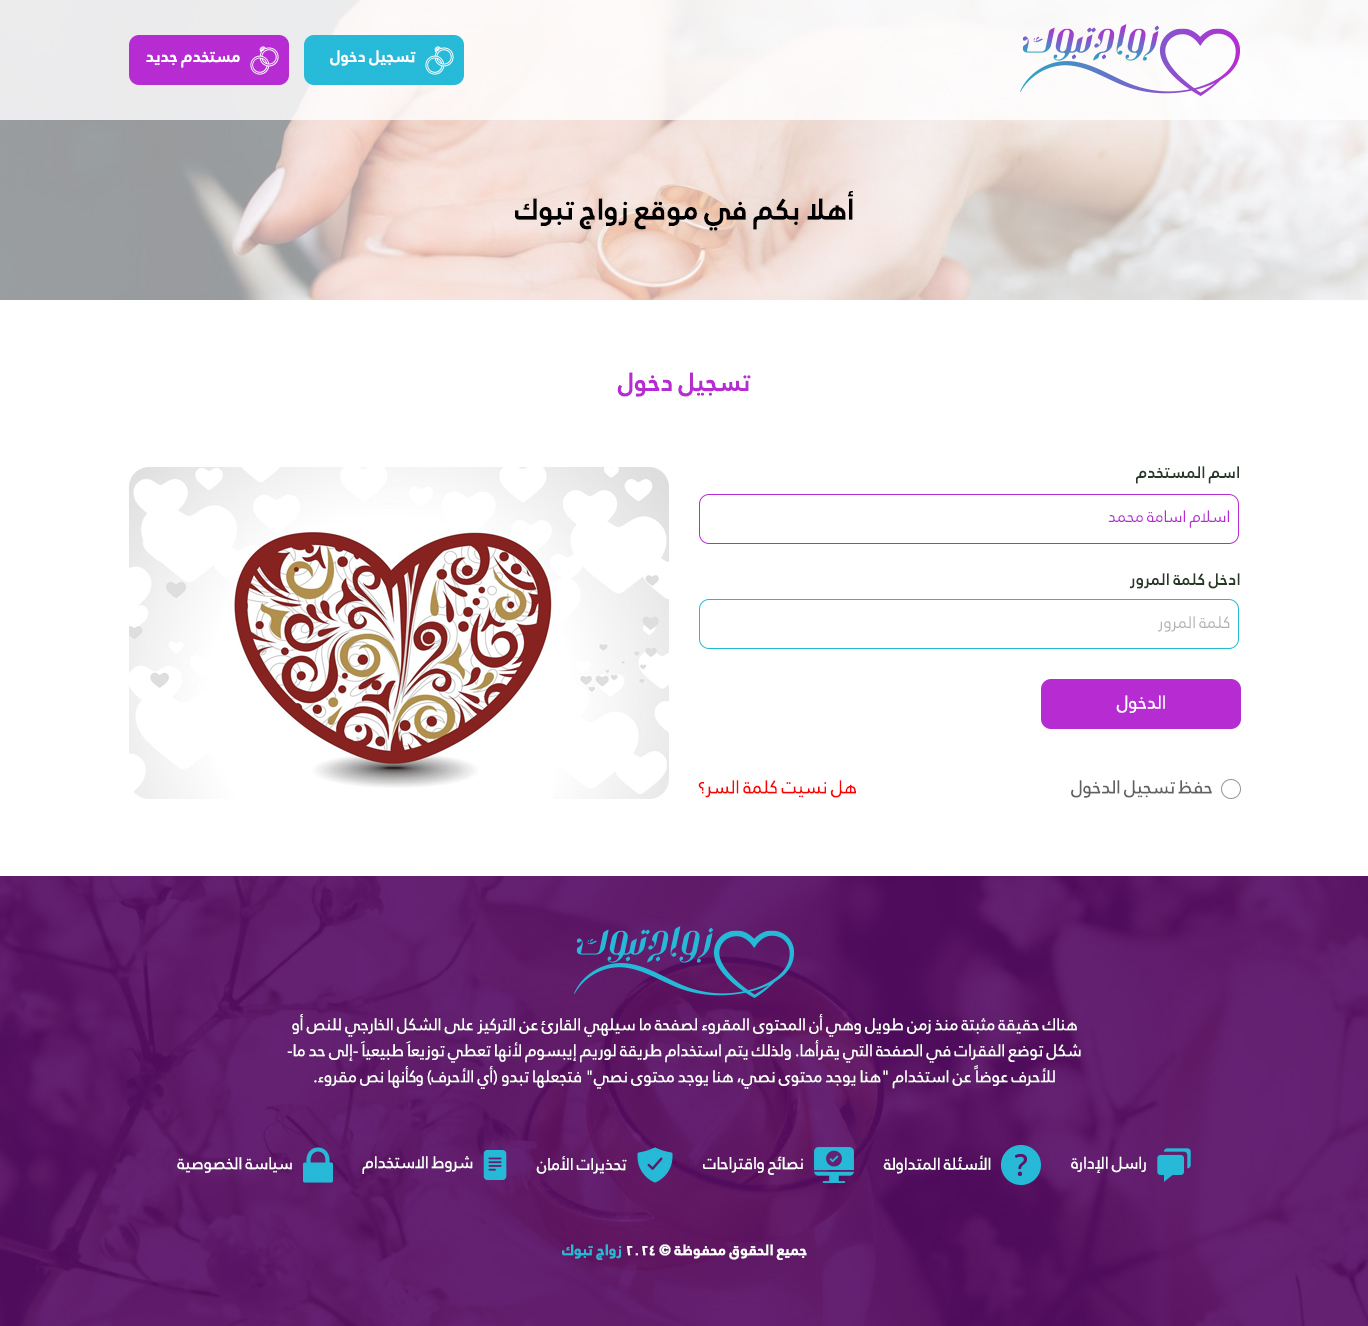 زواج تبوك
تسجيل دخول
مستخدم جديد
أهلا بكم في موقع زواج تبوك
تسجيل دخول
اسم المستخدم
اسلام اسامة محمد
ادخل كلمة المرور
كلمة المرور
الدخول
حفظ تسجيل الدخول
هل نسيت كلمة السر؟
زواج تبوك
هناك حقيقة مثبتة منذ زمن طويل وهي أن المحتوى المقروء لصفحة ما سيلهي القارئ عن التركيز على الشكل الخارجي للنص أو
شكل توضع الفقرات في الصفحة التي يقرأها. ولذلك يتم استخدام طريقة لوريم إيبسوم لأنها تعطي توزيعاَ طبيعياَ -إلى حد ما-
للأحرف عوضاً عن استخدام "هنا يوجد محتوى نصي، هنا يوجد محتوى نصي" فتجعلها تبدو (أي الأحرف) وكأنها نص مقروء.
راسل الإدارة
الأسئلة المتداولة
نصائح واقتراحات
تحذيرات الأمان
شروط الاستخدام
سياسة الخصوصية
جميع الحقوق محفوظة © ٢٠٢٤ زواج تبوك